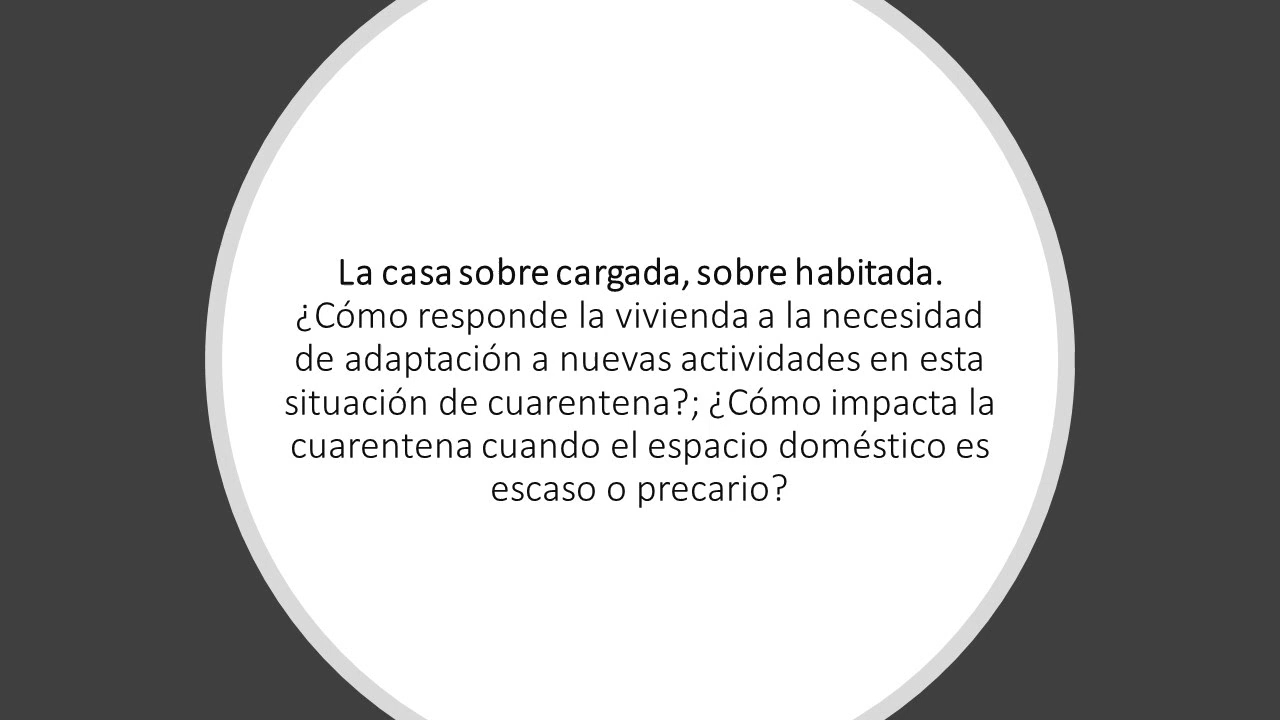 La casa sobre cargada, sobre habitada.
¿Cómo responde la vivienda a la necesidad
de adaptación a nuevas actividades en esta
situación de cuarentena?; ¿Cómo impacta la
cuarentena cuando el espacio doméstico es
escaso o precario?